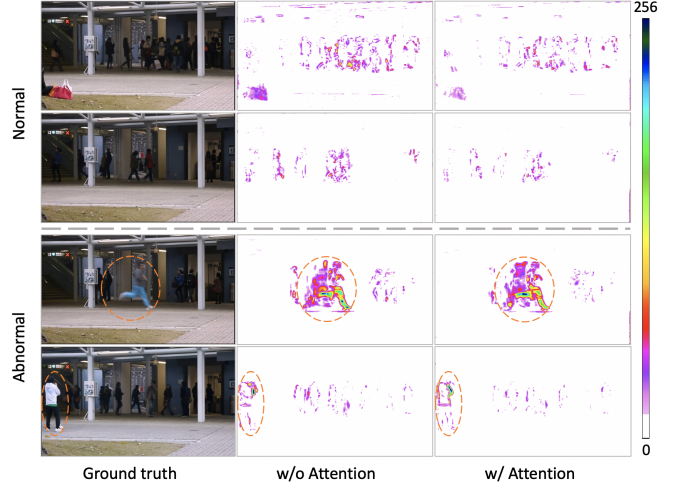 256
Normal
Abnormal
0
Ground truth
w/o Attention
w/ Attention